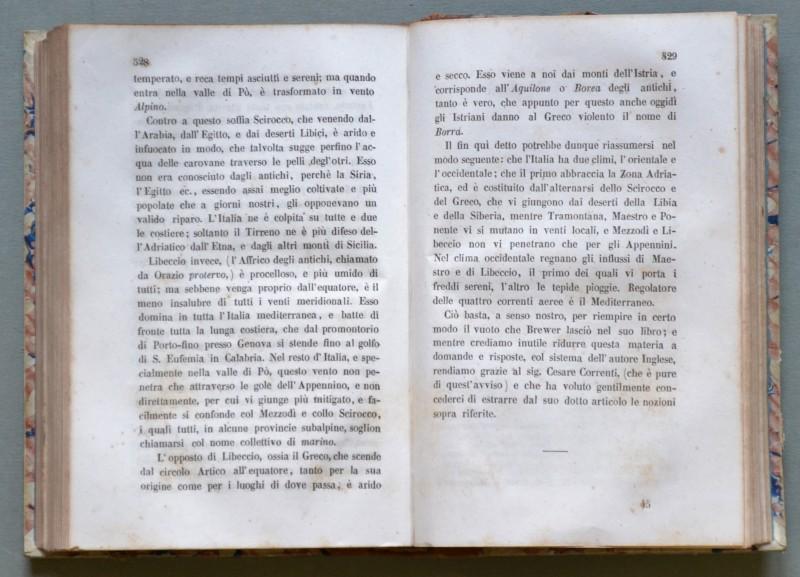 528
temperato, e reca tempi asciutti e sereni; ma quando
entra nella valle di Pò, è trasformato in vento
Alpino.
Contro a questo soffia Scirocco, che venendo dal-
l'Arabia, dall'Egitto, e dai deserti Libici, è arido e
infuocato in modo, che talvolta sugge perfino l'ac-
qua delle carovane traverso le pelli degl'otri. Esso
non era conosciuto dagli antichi, perchè la Siria,
l'Egitto ec., essendo assai meglio coltivate e più
popolate che a giorni nostri, gli opponevano un
valido riparo. L'Italia ne è colpita su tutte e due
le costiere; soltanto il Tirreno ne è più difeso del-
l'Adriatico dall'Etna, e dagli altri monti di Sicilia.
Libeccio invece, (l'Affrico degli antichi, chiamato
da Orazio protervo,) è procelloso, e più umido di
tutti; ma sebbene venga proprio dall'equatore, è il
meno insalubre di tutti i venti meridionali. Esso
domina in tutta l'Italia mediterranea, e batte di
fronte tutta la lunga costiera, che dal promontorio
di Porto-fino presso Genova si stende fino al golfo
di S. Eufemia in Calabria. Nel resto d'Italia, e spe-
cialmente nella valle di Pò, questo vento non pe-
netra che attraverso le gole dell'Appennino, e non
direttamente, per cui vi giunge più mitigato, e fa-
cilmente si confonde col Mezzodì e collo Scirocco,
i quali tutti, in alcune provincie subalpine, soglion
chiamarsi col nome collettivo di marino.
L'opposto di Libeccio, ossia il Greco, che scende
dal circolo Artico all'equatore, tanto per la sua
origine come per i luoghi di dove passa, è arido
529
e secco. Esso viene a noi dai monti dell'Istria, e
corrisponde all'Aquilone o Borea degli antichi,
tanto è vero, che appunto per questo anche oggidì
gli Istriani danno al Greco violento il nome di
Borra.
Il fin qui detto potrebbe dunque riassumersi nel
modo seguente: che l'Italia ha due climi, l'orientale e
l'occidentale; che il primo abbraccia la Zona Adria-
tica, ed è costituito dall'alternarsi dello Scirocco e
del Greco, che vi giungono dai deserti della Libia
e della Siberia, mentre Tramontana, Maestro e Po-
nente vi si mutano in venti locali, e Mezzodì e Li-
beccio non vi penetrano che per gli Appennini.
Nel clima occidentale regnano gli influssi di Mae-
stro e di Libeccio, il primo dei quali vi porta i
freddi sereni, l'altro le tepide pioggie. Regolatore
delle quattro correnti aeree è il Mediterraneo.
Ciò basta, a senso nostro, per riempire in certo
modo il vuoto che Brewer lasciò nel suo libro; e
mentre crediamo inutile ridurre questa materia a
domande e risposte, col sistema dell'autore Inglese,
rendiamo grazie al sig. Cesare Correnti, (che è pure
di quest'avviso) e che ha voluto gentilmente con-
cederci di estrarre dal suo dotto articolo le nozioni
sopra riferite.
45